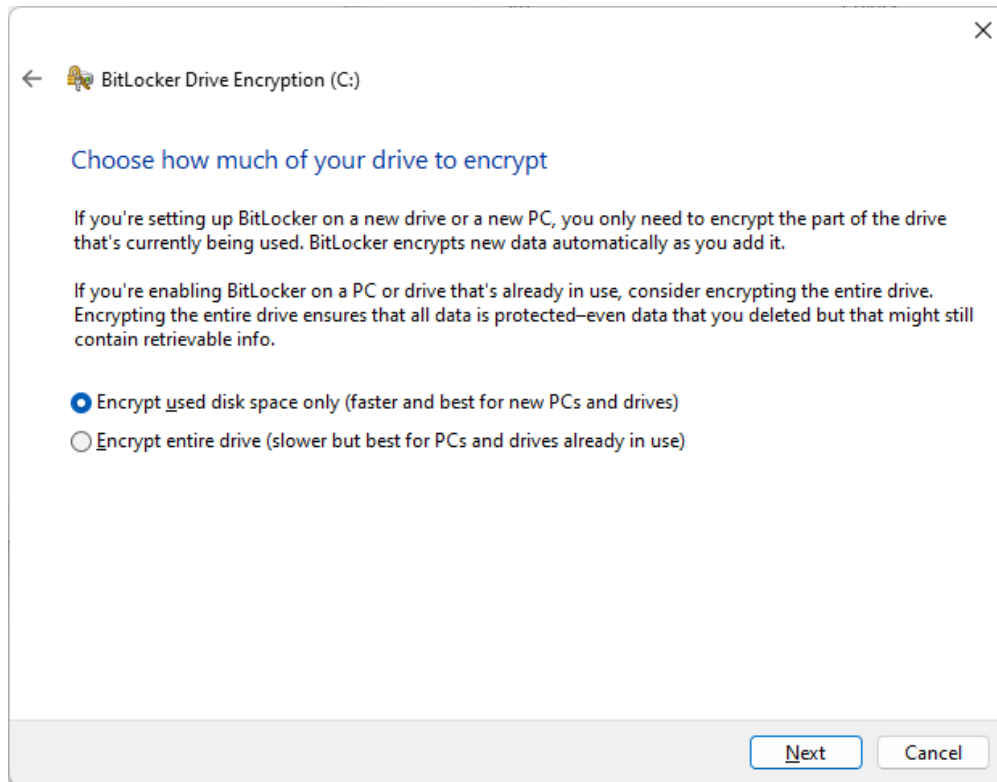 BitLocker Drive Encryption (C:)
Choose how much of your drive to encrypt
If you're setting up BitLocker on a new drive or a new PC, you only need to encrypt the part of the drive
that's currently being used. BitLocker encrypts new data automatically as you add it.
If you're enabling BitLocker on a PC or drive that's already in use, consider encrypting the entire drive.
Encrypting the entire drive ensures that all data is protected–even data that you deleted but that might still
contain retrievable info.
Encrypt used disk space only (faster and best for new PCs and drives)
Encrypt entire drive (slower but best for PCs and drives already in use)
Next
Cancel